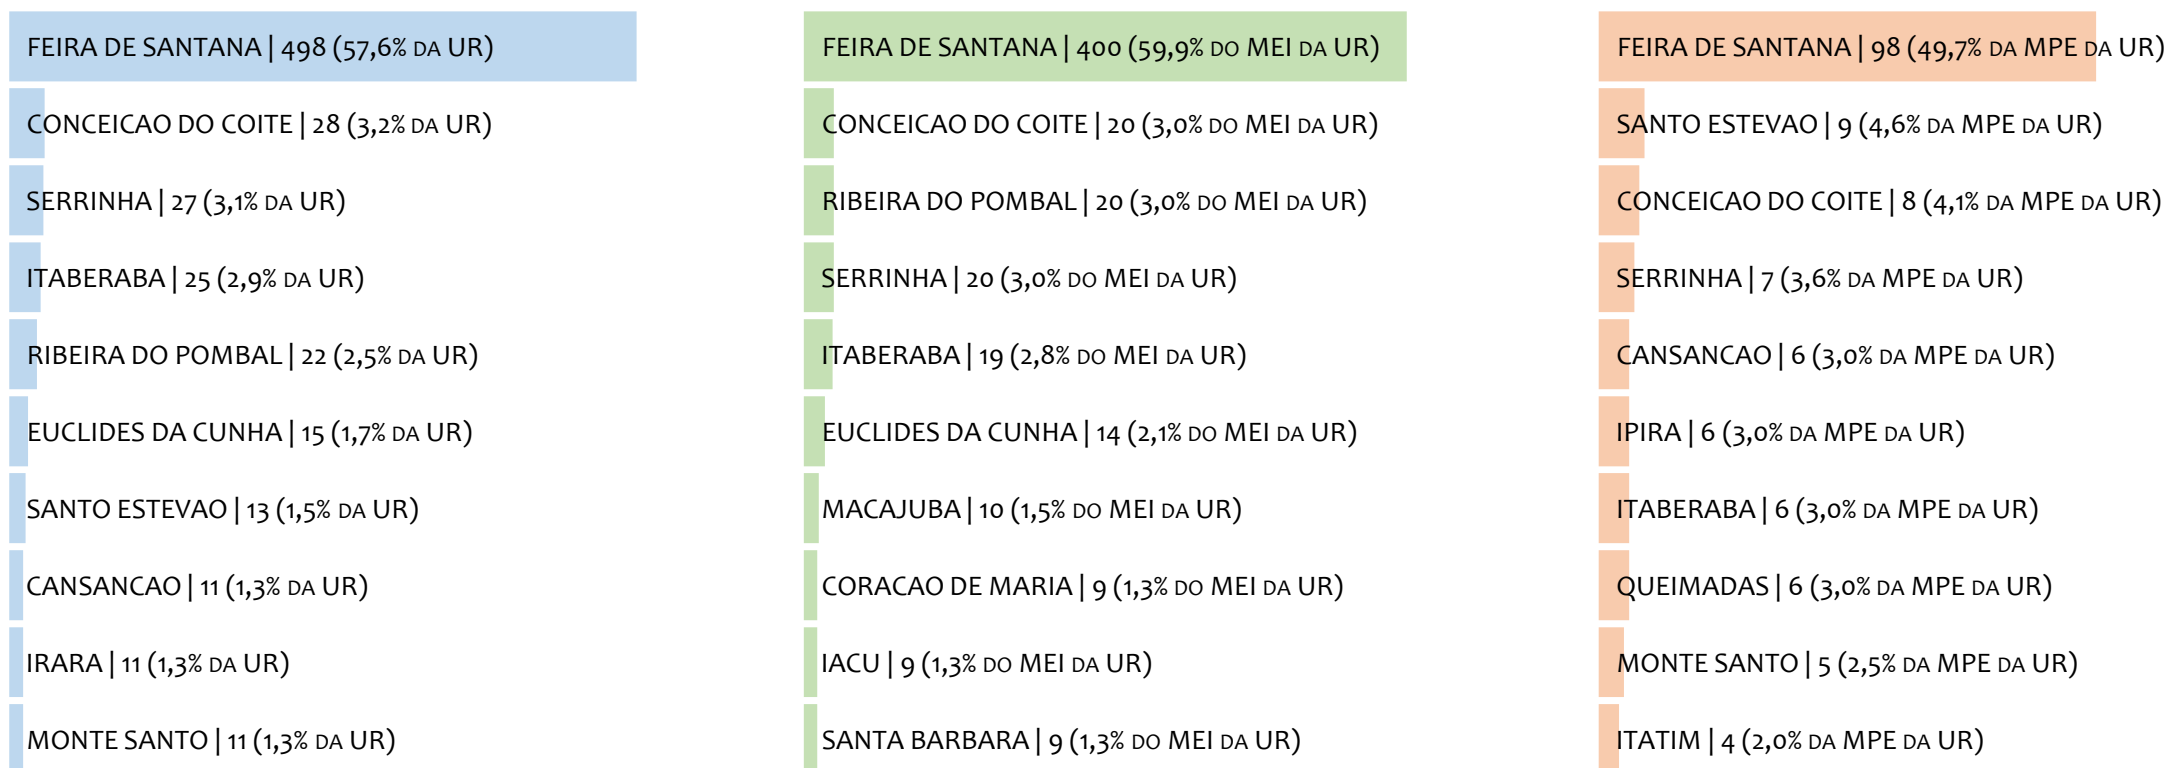 FEIRA DE SANTANA | 498 (57,6% DA UR)
CONCEICAO DO COITE | 28 (3,2% DA UR)
SERRINHA | 27 (3,1% DA UR)
ITABERABA | 25 (2,9% DA UR)
RIBEIRA DO POMBAL | 22 (2,5% DA UR)
EUCLIDES DA CUNHA | 15 (1,7% DA UR)
SANTO ESTEVAO | 13 (1,5% DA UR)
CANSANCAO | 11 (1,3% DA UR)
IRARA | 11 (1,3% DA UR)
MONTE SANTO | 11 (1,3% DA UR)
FEIRA DE SANTANA | 400 (59,9% DO MEI DA UR)
CONCEICAO DO COITE | 20 (3,0% DO MEI DA UR)
RIBEIRA DO POMBAL | 20 (3,0% DO MEI DA UR)
SERRINHA | 20 (3,0% DO MEI DA UR)
ITABERABA | 19 (2,8% DO MEI DA UR)
EUCLIDES DA CUNHA | 14 (2,1% DO MEI DA UR)
MACAJUBA | 10 (1,5% DO MEI DA UR)
CORACAO DE MARIA | 9 (1,3% DO MEI DA UR)
IACU | 9 (1,3% DO MEI DA UR)
SANTA BARBARA | 9 (1,3% DO MEI DA UR)
FEIRA DE SANTANA | 98 (49,7% DA MPE DA UR)
SANTO ESTEVAO | 9 (4,6% DA MPE DA UR)
CONCEICAO DO COITE | 8 (4,1% DA MPE DA UR)
SERRINHA | 7 (3,6% DA MPE DA UR)
CANSANCAO | 6 (3,0% DA MPE DA UR)
IPIRA | 6 (3,0% DA MPE DA UR)
ITABERABA | 6 (3,0% DA MPE DA UR)
QUEIMADAS | 6 (3,0% DA MPE DA UR)
MONTE SANTO | 5 (2,5% DA MPE DA UR)
ITATIM | 4 (2,0% DA MPE DA UR)